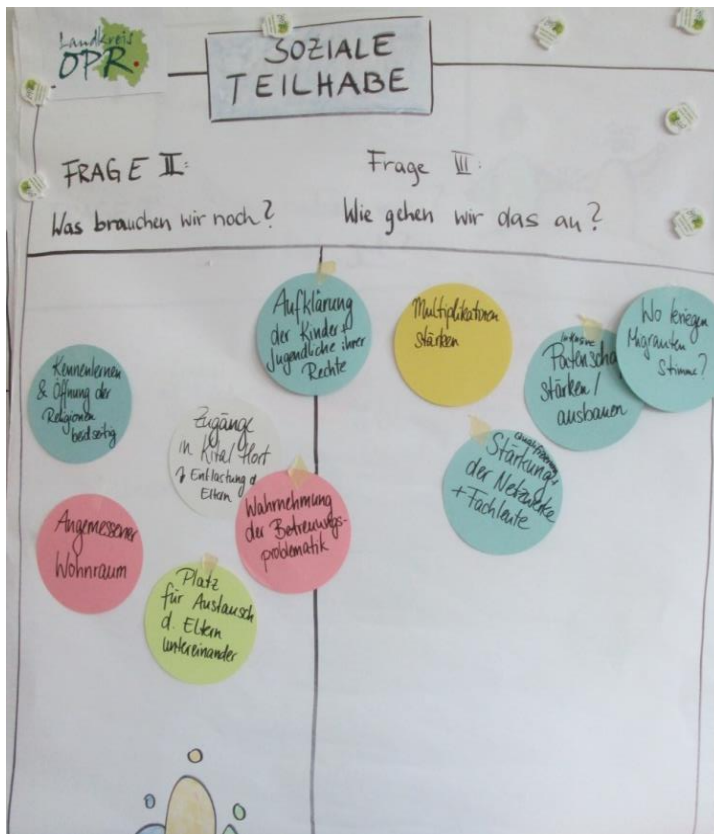 Landkreis
OPR
SOZIALE
TEILHABE
FRAGE II:
Was brauchen wir noch?
Frage III:
Wie gehen wir das an?
Kennenlernen
& Öffnung der
Religionen
beidseitig
Angemessener
Wohnraum
Zugänge
in Kita/Hort
Entlastung d
Eltern
Platz
für Austausch
d. Eltern
untereinander
Aufklärung
der Kinder +
Jugendliche ihrer
Rechte
Wahrnehmung
der Betreuungs-
problematik
Multiplikatoren
stärken
Qualifizierung +
Stärkung
der Netzwerke
+ Fachleute
inklusive
Patenscha
stärken/
ausbauen
Wo kriegen
Migranten
Stimme?